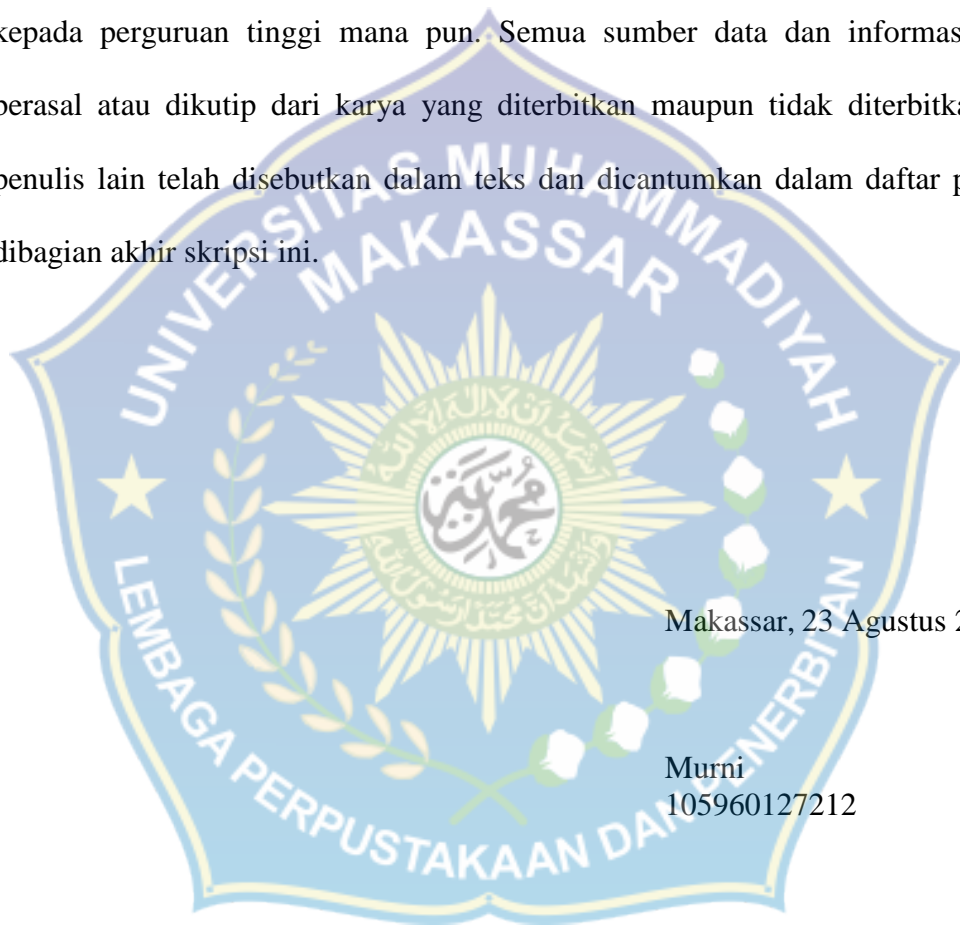 kepada perguruan tinggi mana pun. Semua sumber data dan informas
berasal atau dikutip dari karya yang diterbitkan maupun tidak diterbitka
penulis lain telah disebutkan dalam teks dan dicantumkan dalam daftar p
dibagian akhir skripsi ini.
UNIVERSITAS MUHAMMADIYAH
MAKASSAR
محمد
Makassar, 23 Agustus 2
Murni
105960127212
LEMBAGA PERPUSTAKAAN DAN PENERBITAN